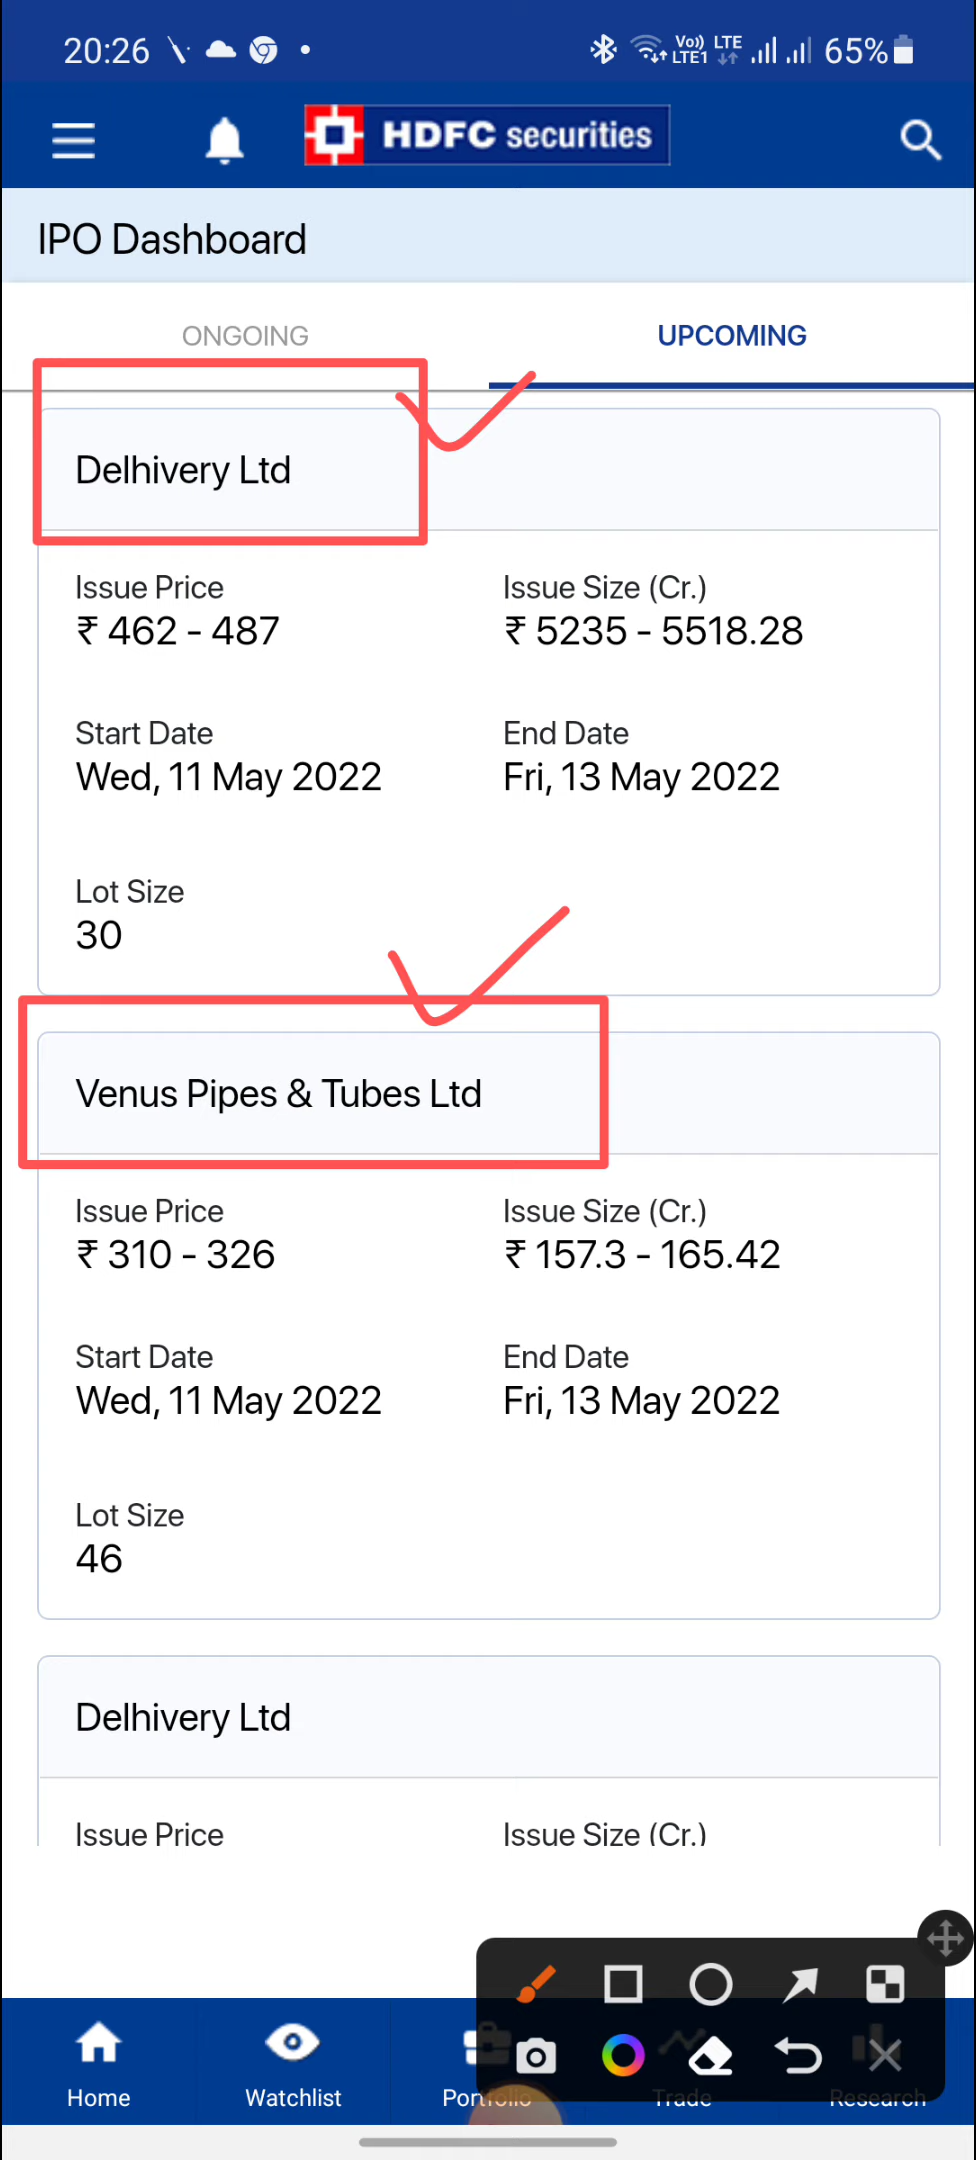 20:26
Vo)) LTE
LTE1
65%
HDFC securities
IPO Dashboard
ONGOING
UPCOMING
Delhivery Ltd
Issue Price
Issue Size (Cr.)
₹ 462 - 487
₹ 5235 - 5518.28
Start Date
End Date
Wed, 11 May 2022
Fri, 13 May 2022
Lot Size
30
Venus Pipes & Tubes Ltd
Issue Price
Issue Size (Cr.)
₹ 310 - 326
₹ 157.3 - 165.42
Start Date
End Date
Wed, 11 May 2022
Fri, 13 May 2022
Lot Size
46
Delhivery Ltd
Issue Price
Issue Size (Cr.)
Home
Watchlist
Portfolio
Trade
Research